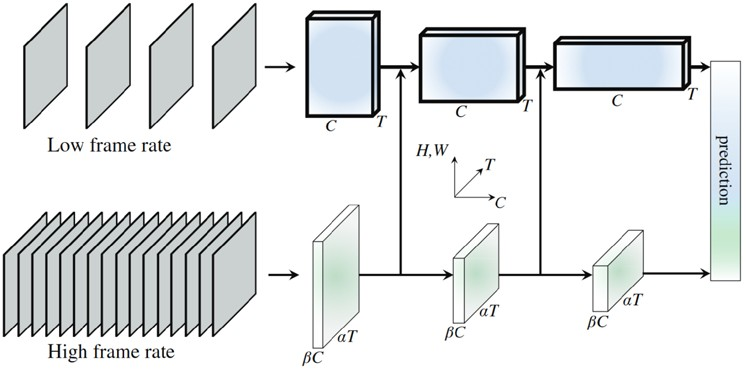 C
T
C
T
C
T
Low frame rate
H,W
T
C
prediction
High frame rate
βC
αT
βC
αT
βC
αT